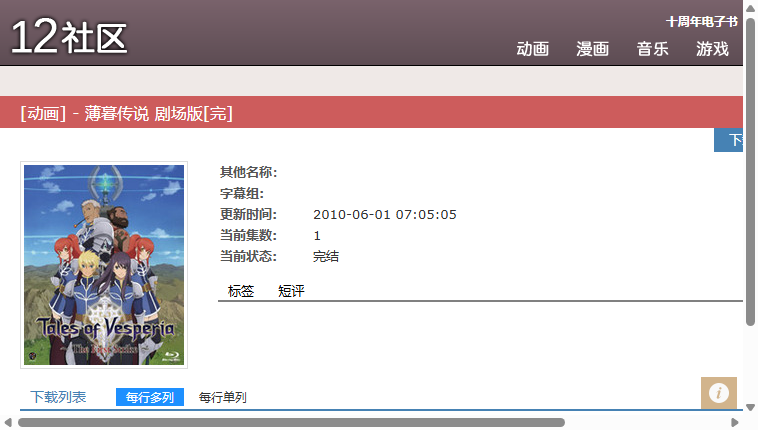 12社区
十周年电子书
动画 漫画 音乐 游戏
[动画] - 薄暮传说 剧场版[完]
下
其他名称:
字幕组:
更新时间: 2010-06-01 07:05:05
当前集数: 1
当前状态: 完结
标签 短评
Tales of Vesperia
~The First Strike~
Blu-ray
下载列表 每行多列 每行单列
i